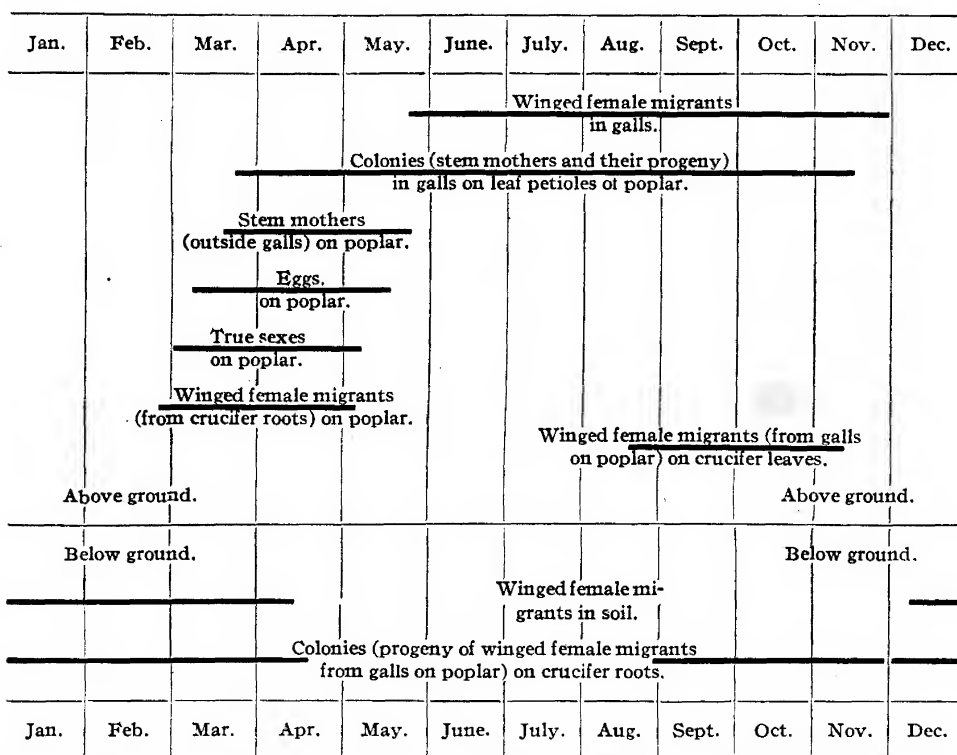 Jan. Feb. Mar. Apr. May. June. July. Aug. Sept. Oct. Nov. Dec.
Winged female migrants
in galls.
Colonies (stem mothers and their progeny)
in galls on leaf petioles of poplar.
Stem mothers
(outside galls) on poplar.
Eggs.
on poplar.
True sexes
on poplar.
Winged female migrants
(from crucifer roots) on poplar.
Winged female migrants (from galls
on poplar) on crucifer leaves.
Above ground. Above ground.
Below ground. Below ground.
Winged female mi-
grants in soil.
Colonies (progeny of winged female migrants
from galls on poplar) on crucifer roots.
Jan. Feb. Mar. Apr. May. June. July. Aug. Sept. Oct. Nov. Dec.